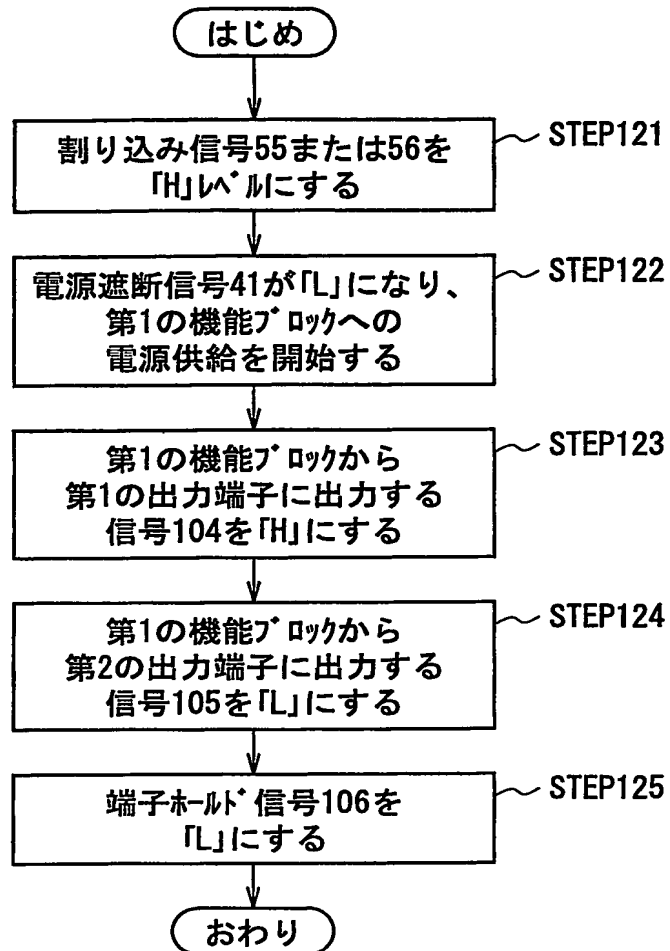 はじめ
割り込み信号55または56を
「H」ﾚﾍﾞﾙにする
STEP121
電源遮断信号41が「L」になり、
第1の機能ﾌﾞﾛｯｸへの
電源供給を開始する
STEP122
第1の機能ﾌﾞﾛｯｸから
第1の出力端子に出力する
信号104を「H」にする
STEP123
第1の機能ﾌﾞﾛｯｸから
第2の出力端子に出力する
信号105を「L」にする
STEP124
端子ﾎｰﾙﾄﾞ信号106を
「L」にする
STEP125
おわり